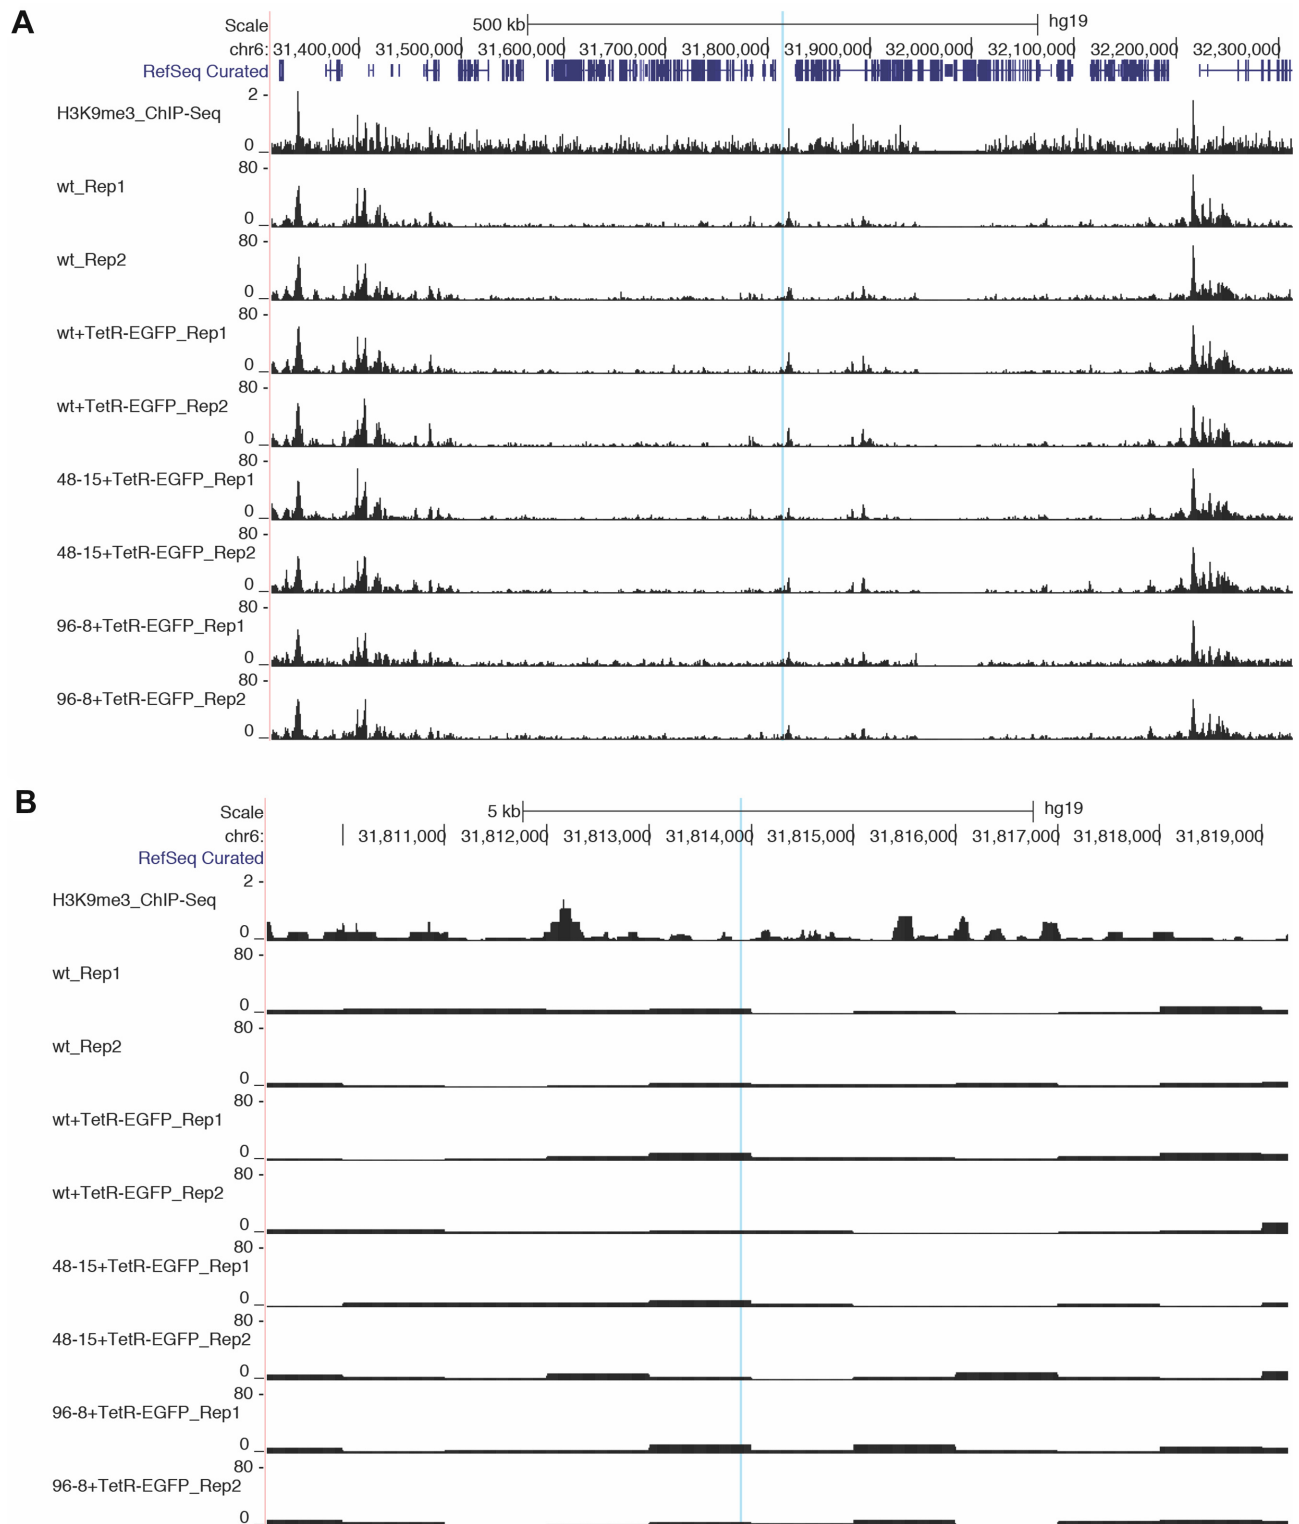 A
Scale 500 kb hg19
chr6: 31,400,000 31,500,000 31,600,000 31,700,000 31,800,000 31,900,000 32,000,000 32,100,000 32,200,000 32,300,000
RefSeq Curated
2 -
H3K9me3_ChIP-Seq
0 _
80 -
wt_Rep1
0 _
80 -
wt_Rep2
0 _
80 -
wt+TetR-EGFP_Rep1
0 _
80 -
wt+TetR-EGFP_Rep2
0 _
80 -
48-15+TetR-EGFP_Rep1
0 _
80 -
48-15+TetR-EGFP_Rep2
0 _
80 -
96-8+TetR-EGFP_Rep1
0 _
80 -
96-8+TetR-EGFP_Rep2
0 _
B
Scale 5 kb hg19
chr6: 31,811,000 31,812,000 31,813,000 31,814,000 31,815,000 31,816,000 31,817,000 31,818,000 31,819,000
RefSeq Curated
2 -
H3K9me3_ChIP-Seq
0 _
80 -
wt_Rep1
0 _
80 -
wt_Rep2
0 _
80 -
wt+TetR-EGFP_Rep1
0 _
80 -
wt+TetR-EGFP_Rep2
0 _
80 -
48-15+TetR-EGFP_Rep1
0 _
80 -
48-15+TetR-EGFP_Rep2
0 _
80 -
96-8+TetR-EGFP_Rep1
0 _
80 -
96-8+TetR-EGFP_Rep2
0 _